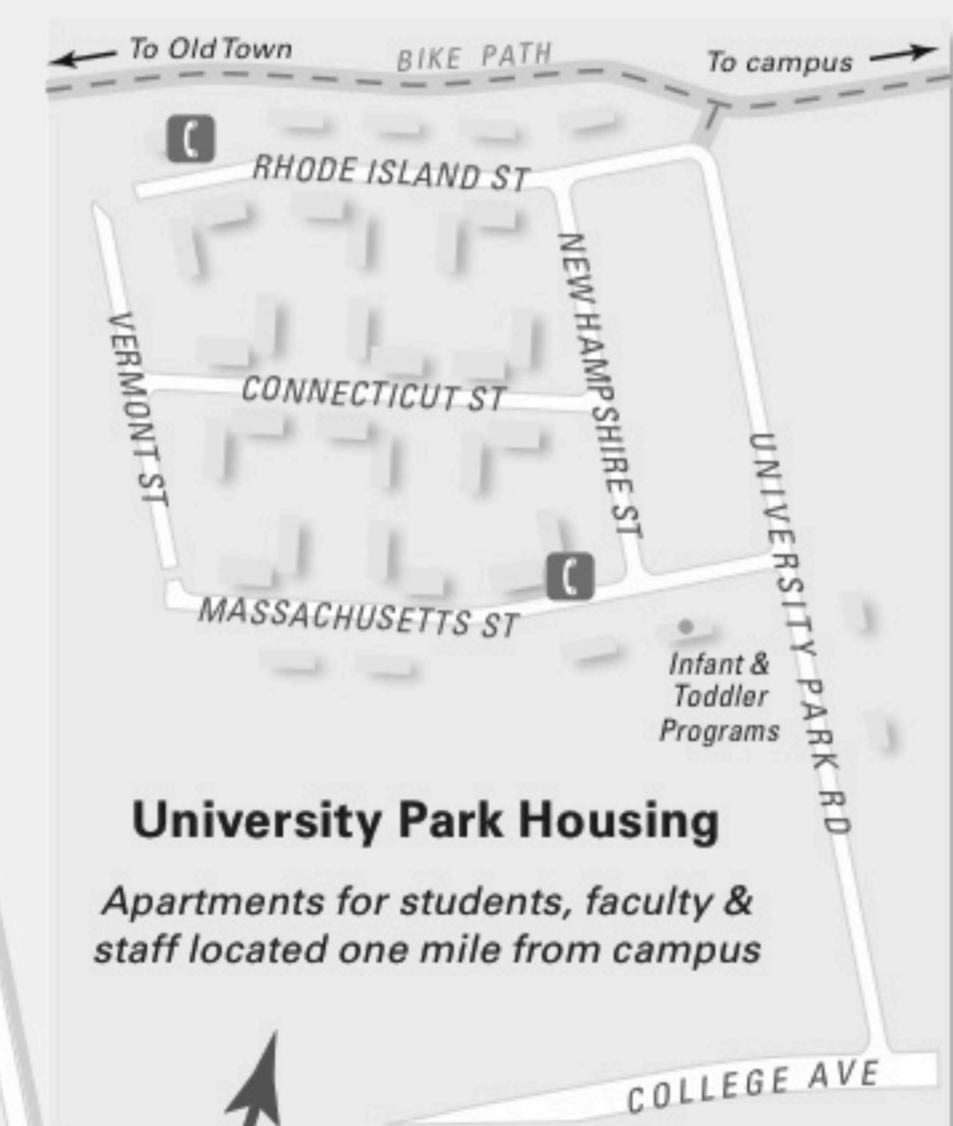 To Old Town
BIKE PATH
To campus
RHODE ISLAND ST
NEW HAMPSHIRE ST
VERMONT ST
CONNECTICUT ST
UNIVERSITY PARK RD
MASSACHUSETTS ST
Infant &
Toddler
Programs
University Park Housing
Apartments for students, faculty &
staff located one mile from campus
COLLEGE AVE